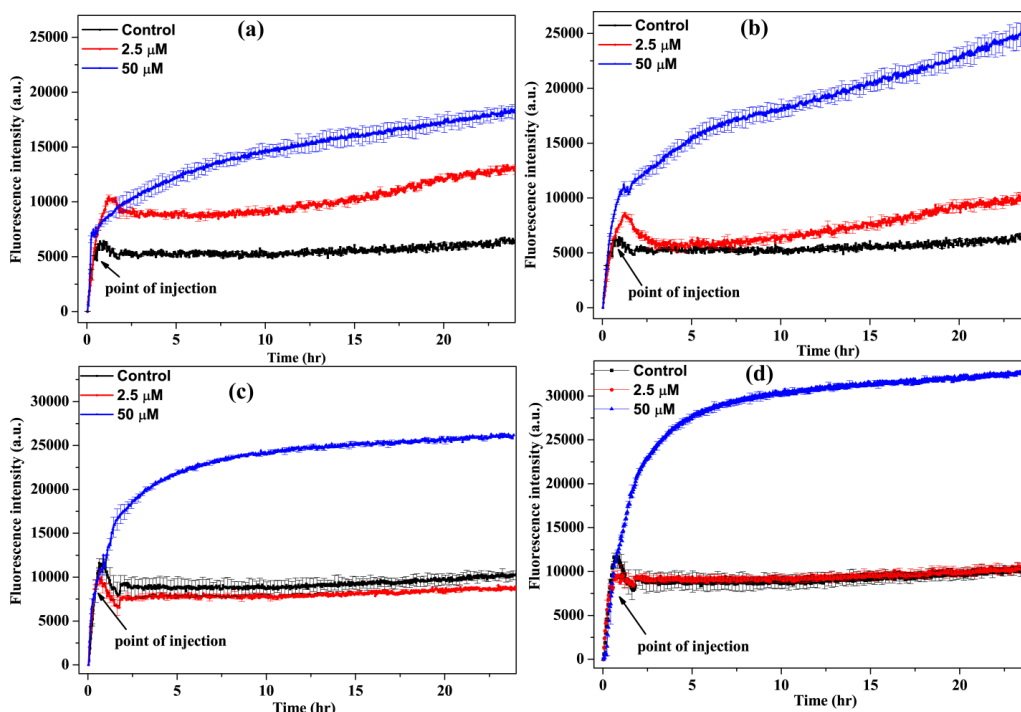 (a)
Control
2.5 μM
50 μM
Fluorescence intensity (a.u.)
25000
20000
15000
10000
5000
0
point of injection
0 5 10 15 20
Time (hr)
(b)
Control
2.5 μM
50 μM
Fluorescence intensity (a.u.)
25000
20000
15000
10000
5000
0
point of injection
0 5 10 15 20
Time (hr)
(c)
Control
2.5 μM
50 μM
Fluorescence intensity (a.u.)
30000
25000
20000
15000
10000
5000
0
point of injection
0 5 10 15 20
Time (hr)
(d)
Control
2.5 μM
50 μM
Fluorescence intensity (a.u.)
30000
25000
20000
15000
10000
5000
0
point of injection
0 5 10 15 20
Time (hr)